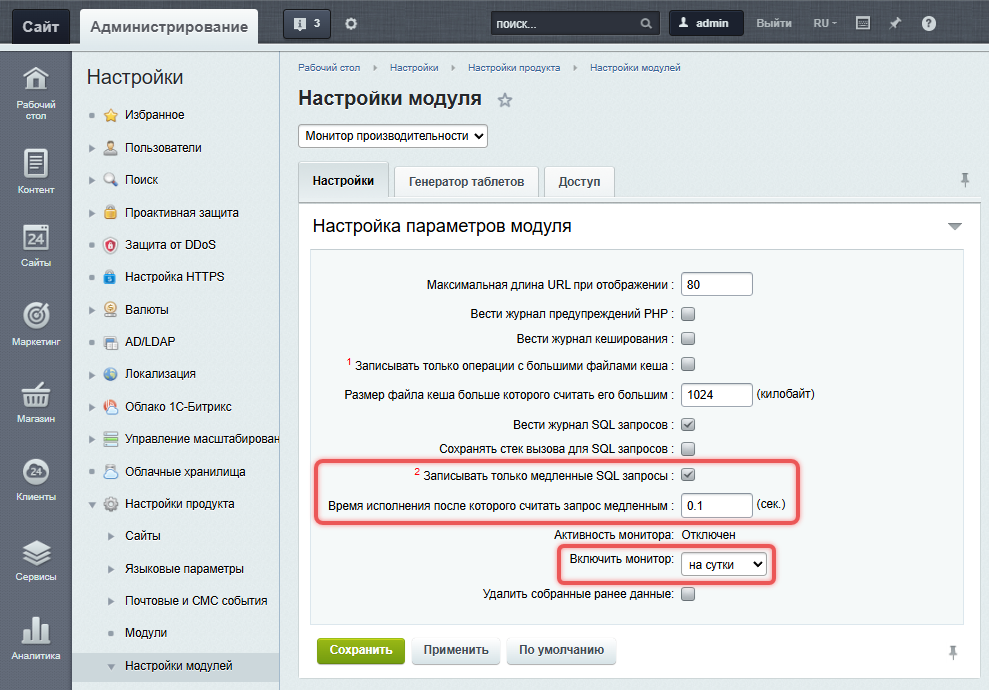 Сайт
Администрирование
3
поиск...
admin
Выйти
RU
?
Рабочий
стол
Контент
24
Сайты
Маркетинг
Магазин
24
Клиенты
Сервисы
Аналитика
Настройки
Избранное
Пользователи
Поиск
Проактивная защита
Защита от DDoS
Настройка HTTPS
Валюты
AD/LDAP
Локализация
Облако 1С-Битрикс
Управление масштабирован
Облачные хранилища
Настройки продукта
Сайты
Языковые параметры
Почтовые и СМС события
Модули
Настройки модулей
Рабочий стол Настройки Настройки продукта Настройки модулей
Настройки модуля
Монитор производительности
Настройки Генератор таблетов Доступ
Настройка параметров модуля
Максимальная длина URL при отображении : 80
Вести журнал предупреждений PHP :
Вести журнал кеширования :
1 Записывать только операции с большими файлами кеша :
Размер файла кеша больше которого считать его большим : 1024 (килобайт)
Вести журнал SQL запросов :
Сохранять стек вызова для SQL запросов :
2 Записывать только медленные SQL запросы :
Время исполнения после которого считать запрос медленным : 0.1 (сек.)
Активность монитора: Отключен
Включить монитор: на сутки
Удалить собранные ранее данные:
Сохранить Применить По умолчанию